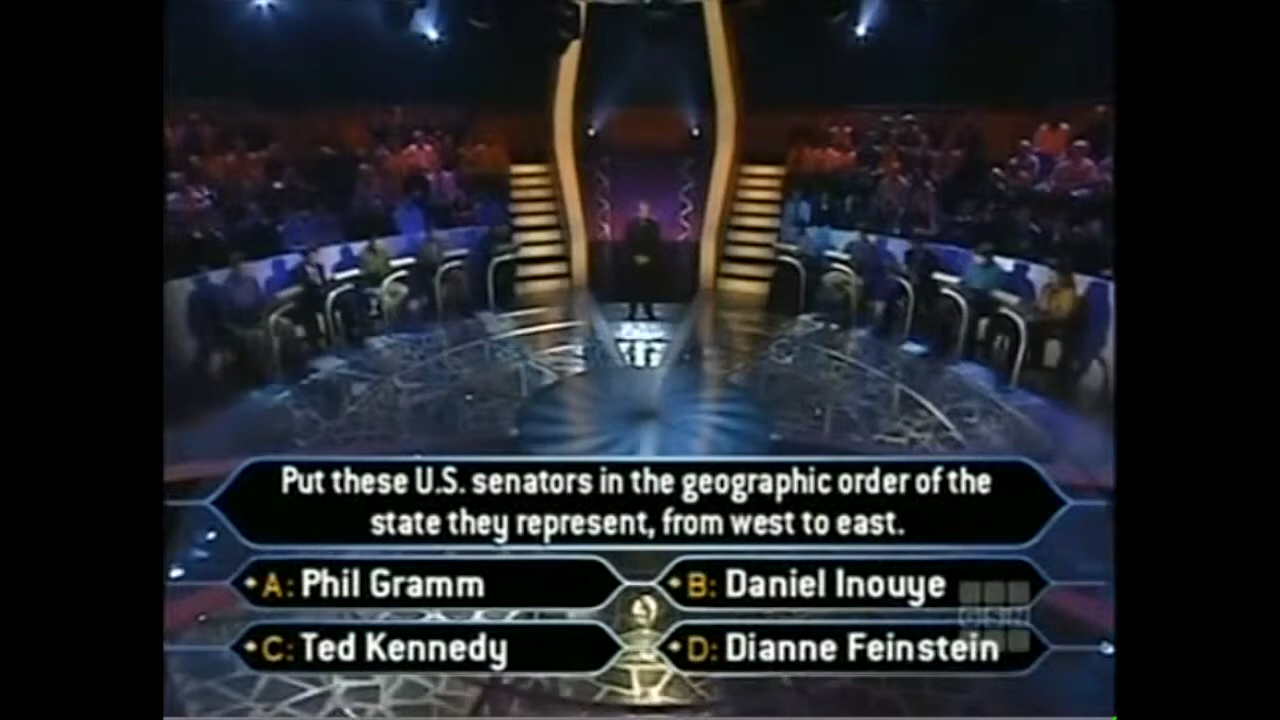 Put these U.S. senators in the geographic order of the
state they represent, from west to east.
A: Phil Gramm
B: Daniel Inouye
C: Ted Kennedy
D: Dianne Feinstein
GSN